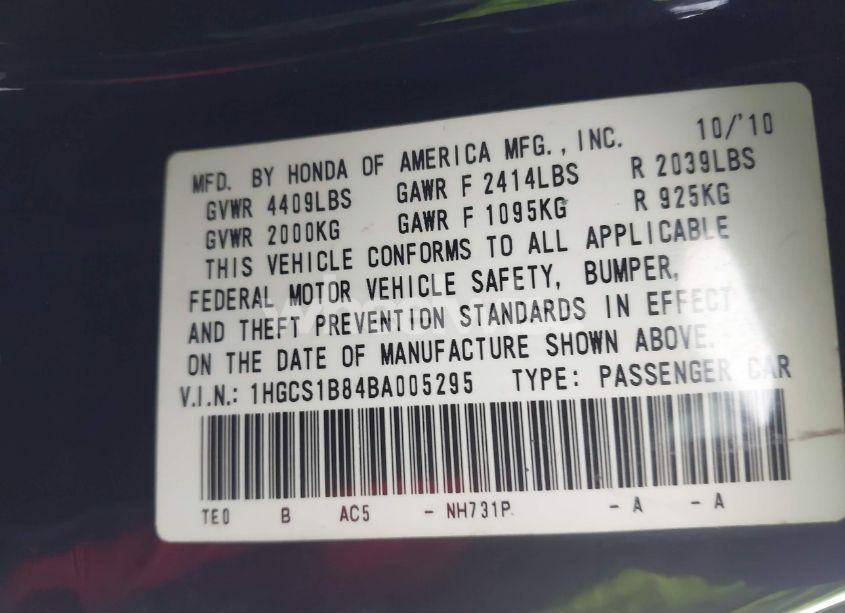 MFD. BY HONDA OF AMERICA MFG., INC. 10/'10
GVWR 4409LBS GAWR F 2414LBS R 2039LBS
GVWR 2000KG GAWR F 1095KG R 925KG
THIS VEHICLE CONFORMS TO ALL APPLICABLE
FEDERAL MOTOR VEHICLE SAFETY, BUMPER,
AND THEFT PREVENTION STANDARDS IN EFFECT
ON THE DATE OF MANUFACTURE SHOWN ABOVE.
V.I.N.: 1HGCS1B84BA005295 TYPE: PASSENGER CAR
TE0 B AC5 - NH731P - A - A